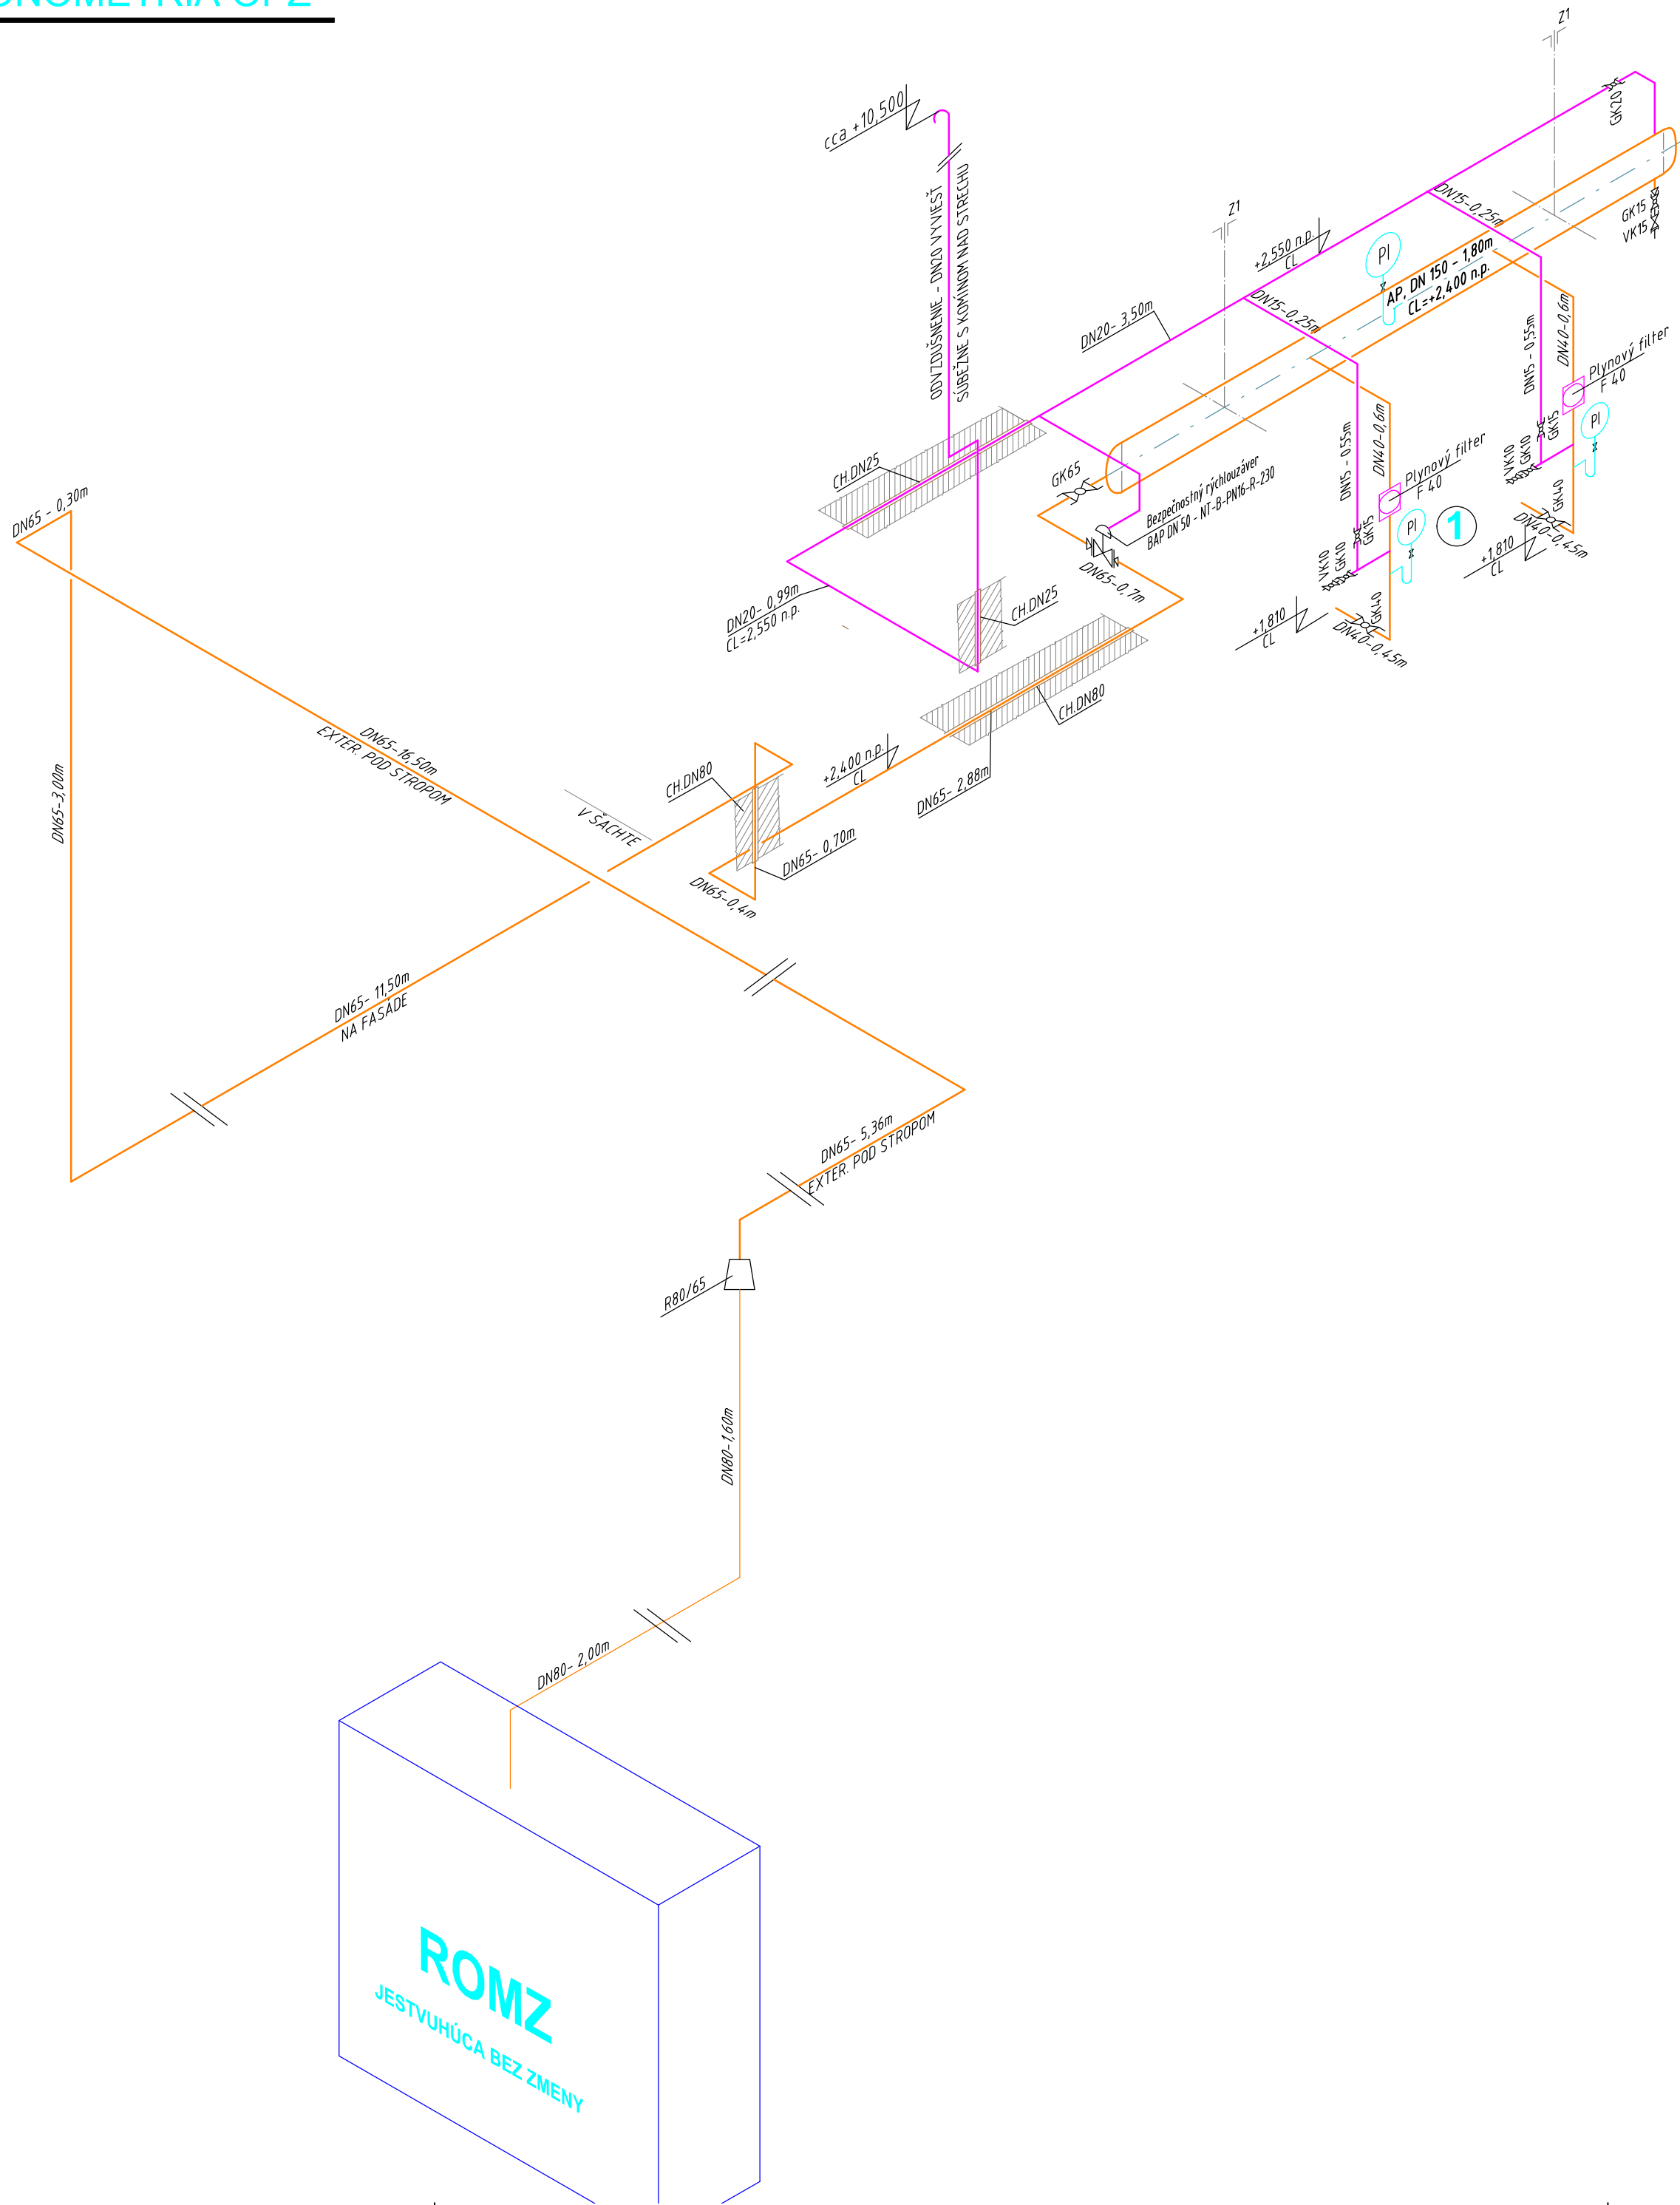 cca +10,500
ODVZDUŠNENIE - DN20 VYVIESŤ
SÚBEŽNE S KOMÍNOM NAD STRECHU
Z1
Z1
GK20
GK15
VK15
DN15-0,25m
+2,550 n.p.
CL
PI
AP, DN 150 - 1,80m
CL=+2,400 n.p.
DN20- 3,50m
DN15-0,25m
DN15 - 0,55m
DN40-0,6m
Plynový filter
F 40
PI
VK10
GK10
GK15
GK40
DN40-0,45m
+1,810
CL
DN15 - 0,55m
DN40-0,6m
Plynový filter
F 40
PI
1
VK10
GK10
GK15
GK40
DN40-0,45m
+1,810
CL
CH.DN25
GK65
Bezpečnostný rýchlouzáver
BAP DN 50 - NT-B-PN16-R-230
DN65-0,7m
DN20- 0,99m
CL=2,550 n.p.
CH.DN25
CH.DN80
DN65- 2,88m
+2,400 n.p.
CL
CH.DN80
V ŠACHTE
DN65- 0,70m
DN65-0,4m
DN65 - 0,30m
DN65-16,50m
EXTER. POD STROPOM
DN65-3,00m
DN65- 11,50m
NA FASÁDE
DN65- 5,36m
EXTER. POD STROPOM
R80/65
DN80-1,60m
DN80- 2,00m
ROMZ
JESTVUHÚCA BEZ ZMENY